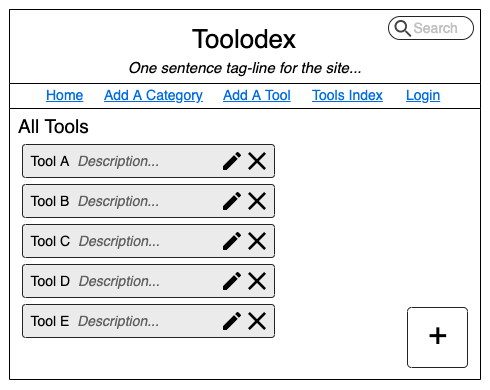 Search
Toolodex
One sentence tag-line for the site...
Home Add A Category Add A Tool Tools Index Login
All Tools
Tool A Description...
Tool B Description...
Tool C Description...
Tool D Description...
Tool E Description...
+